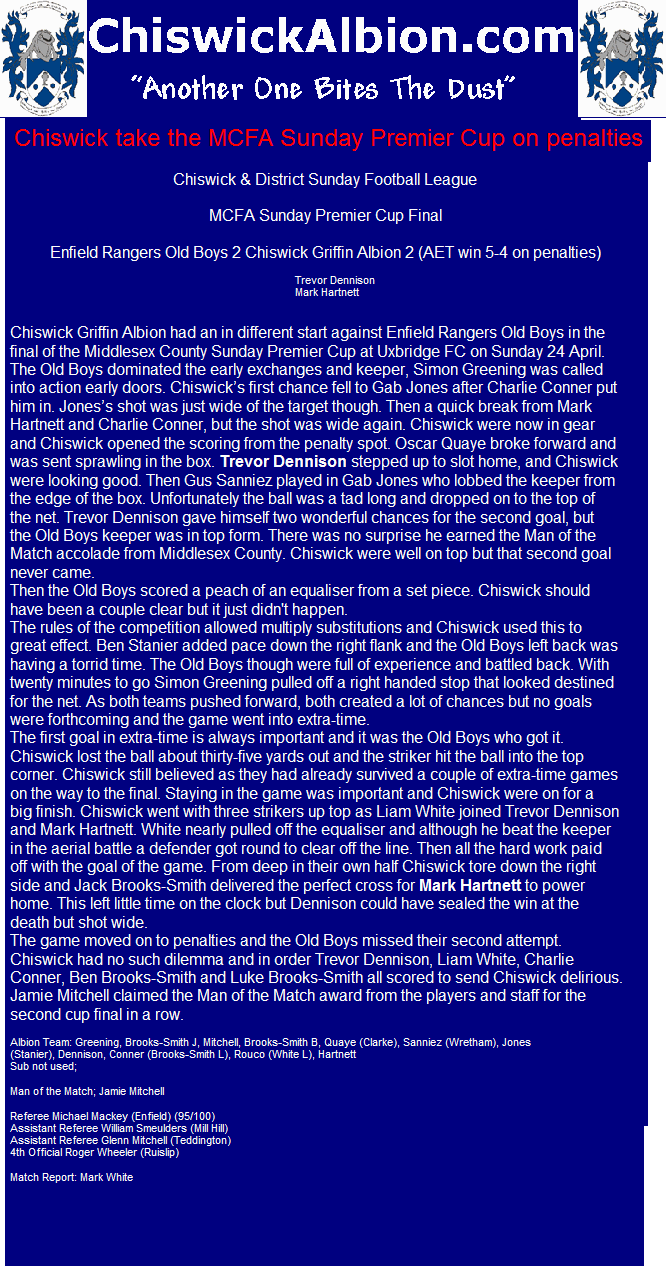 ChiswickAlbion.com
“Another One Bites The Dust”
Chiswick take the MCFA Sunday Premier Cup on penalties
Chiswick & District Sunday Football League
MCFA Sunday Premier Cup Final
Enfield Rangers Old Boys 2 Chiswick Griffin Albion 2 (AET win 5-4 on penalties)
Trevor Dennison
Mark Hartnett
Chiswick Griffin Albion had an in different start against Enfield Rangers Old Boys in the
final of the Middlesex County Sunday Premier Cup at Uxbridge FC on Sunday 24 April.
The Old Boys dominated the early exchanges and keeper, Simon Greening was called
into action early doors. Chiswick’s first chance fell to Gab Jones after Charlie Conner put
him in. Jones’s shot was just wide of the target though. Then a quick break from Mark
Hartnett and Charlie Conner, but the shot was wide again. Chiswick were now in gear
and Chiswick opened the scoring from the penalty spot. Oscar Quaye broke forward and
was sent sprawling in the box. Trevor Dennison stepped up to slot home, and Chiswick
were looking good. Then Gus Sanniez played in Gab Jones who lobbed the keeper from
the edge of the box. Unfortunately the ball was a tad long and dropped on to the top of
the net. Trevor Dennison gave himself two wonderful chances for the second goal, but
the Old Boys keeper was in top form. There was no surprise he earned the Man of the
Match accolade from Middlesex County. Chiswick were well on top but that second goal
never came.
Then the Old Boys scored a peach of an equaliser from a set piece. Chiswick should
have been a couple clear but it just didn't happen.
The rules of the competition allowed multiply substitutions and Chiswick used this to
great effect. Ben Stanier added pace down the right flank and the Old Boys left back was
having a torrid time. The Old Boys though were full of experience and battled back. With
twenty minutes to go Simon Greening pulled off a right handed stop that looked destined
for the net. As both teams pushed forward, both created a lot of chances but no goals
were forthcoming and the game went into extra-time.
The first goal in extra-time is always important and it was the Old Boys who got it.
Chiswick lost the ball about thirty-five yards out and the striker hit the ball into the top
corner. Chiswick still believed as they had already survived a couple of extra-time games
on the way to the final. Staying in the game was important and Chiswick were on for a
big finish. Chiswick went with three strikers up top as Liam White joined Trevor Dennison
and Mark Hartnett. White nearly pulled off the equaliser and although he beat the keeper
in the aerial battle a defender got round to clear off the line. Then all the hard work paid
off with the goal of the game. From deep in their own half Chiswick tore down the right
side and Jack Brooks-Smith delivered the perfect cross for Mark Hartnett to power
home. This left little time on the clock but Dennison could have sealed the win at the
death but shot wide.
The game moved on to penalties and the Old Boys missed their second attempt.
Chiswick had no such dilemma and in order Trevor Dennison, Liam White, Charlie
Conner, Ben Brooks-Smith and Luke Brooks-Smith all scored to send Chiswick delirious.
Jamie Mitchell claimed the Man of the Match award from the players and staff for the
second cup final in a row.
Albion Team: Greening, Brooks-Smith J, Mitchell, Brooks-Smith B, Quaye (Clarke), Sanniez (Wretham), Jones
(Stanier), Dennison, Conner (Brooks-Smith L), Rouco (White L), Hartnett
Sub not used;
Man of the Match; Jamie Mitchell
Referee Michael Mackey (Enfield) (95/100)
Assistant Referee William Smeulders (Mill Hill)
Assistant Referee Glenn Mitchell (Teddington)
4th Official Roger Wheeler (Ruislip)
Match Report: Mark White